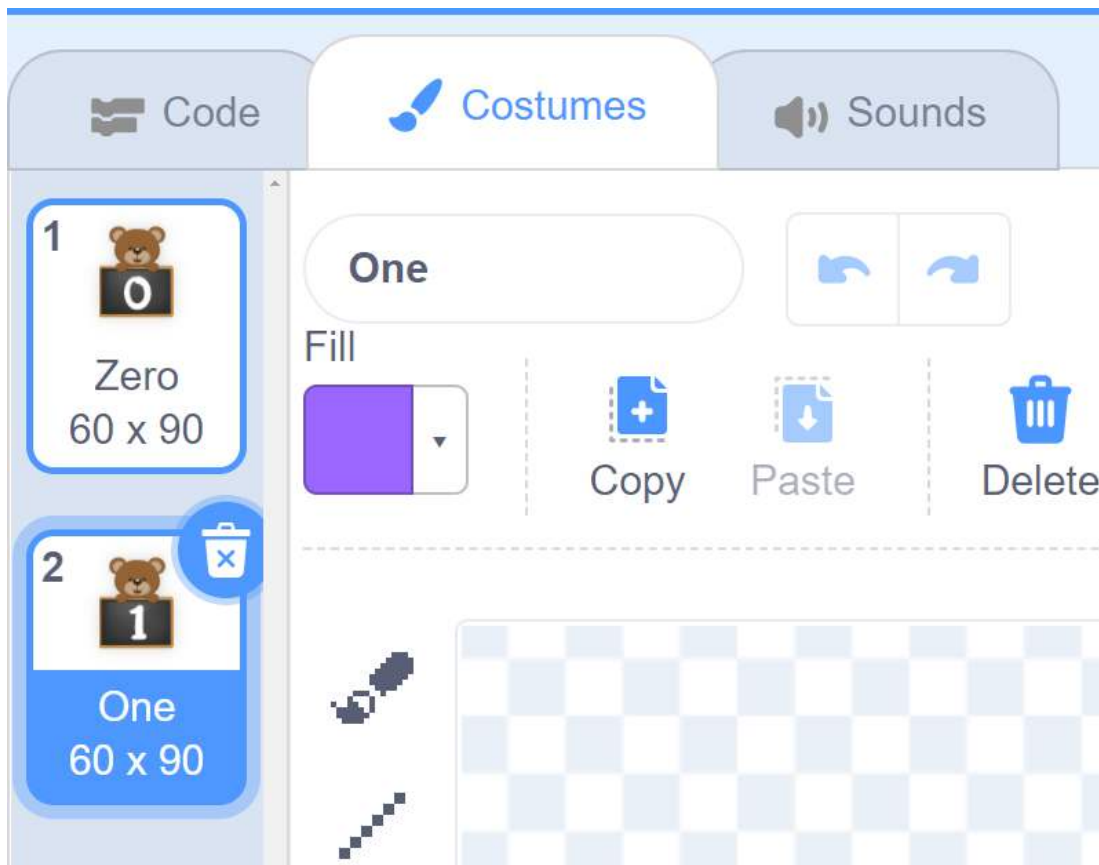 Code
Costumes
Sounds
1
0
Zero
60 x 90
2
1
One
60 x 90
One
Fill
Copy
Paste
Delete